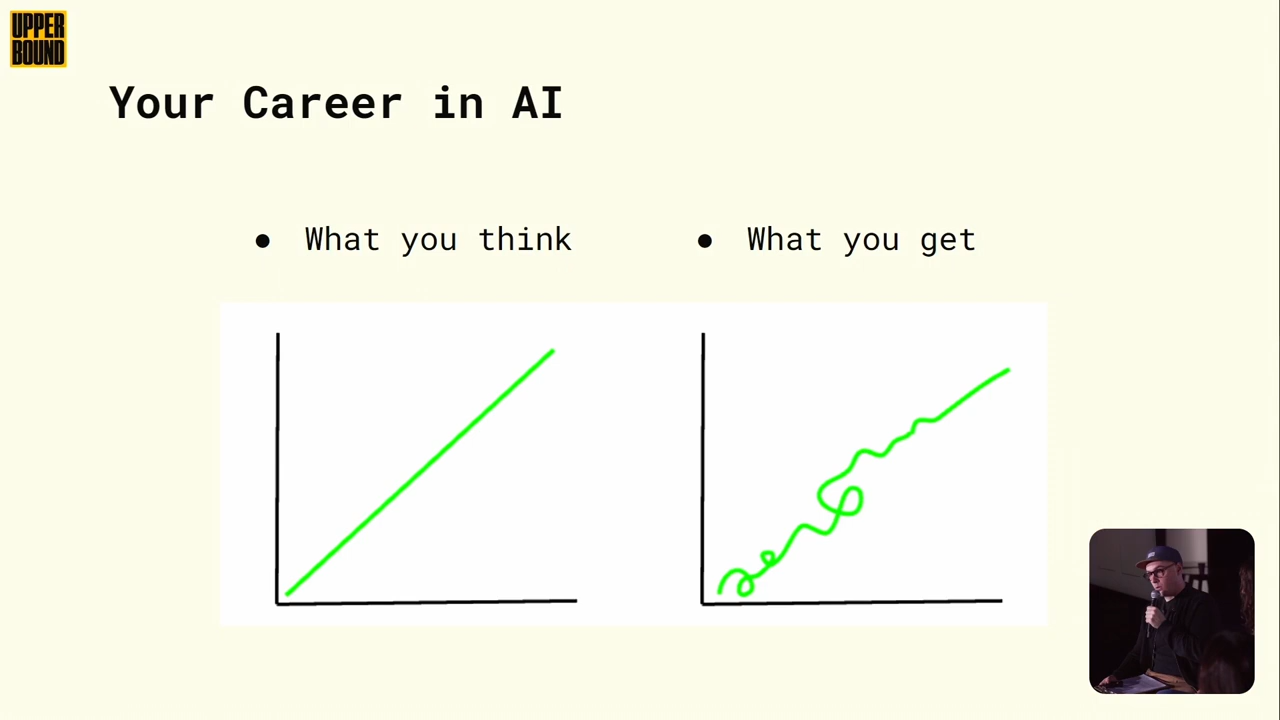 UPPER
BOUND
Your Career in AI
● What you think
● What you get